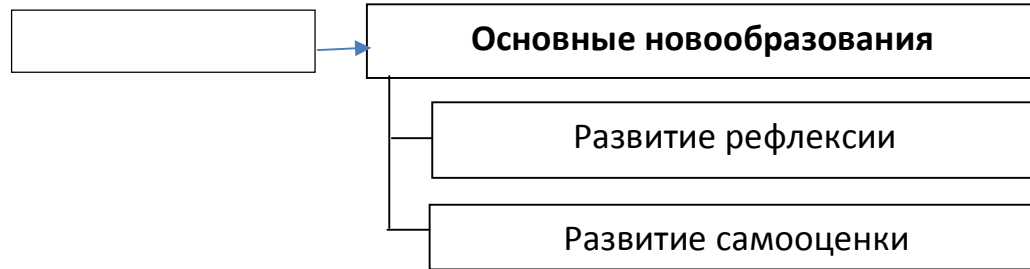 Основные новообразования
Развитие рефлексии
Развитие самооценки